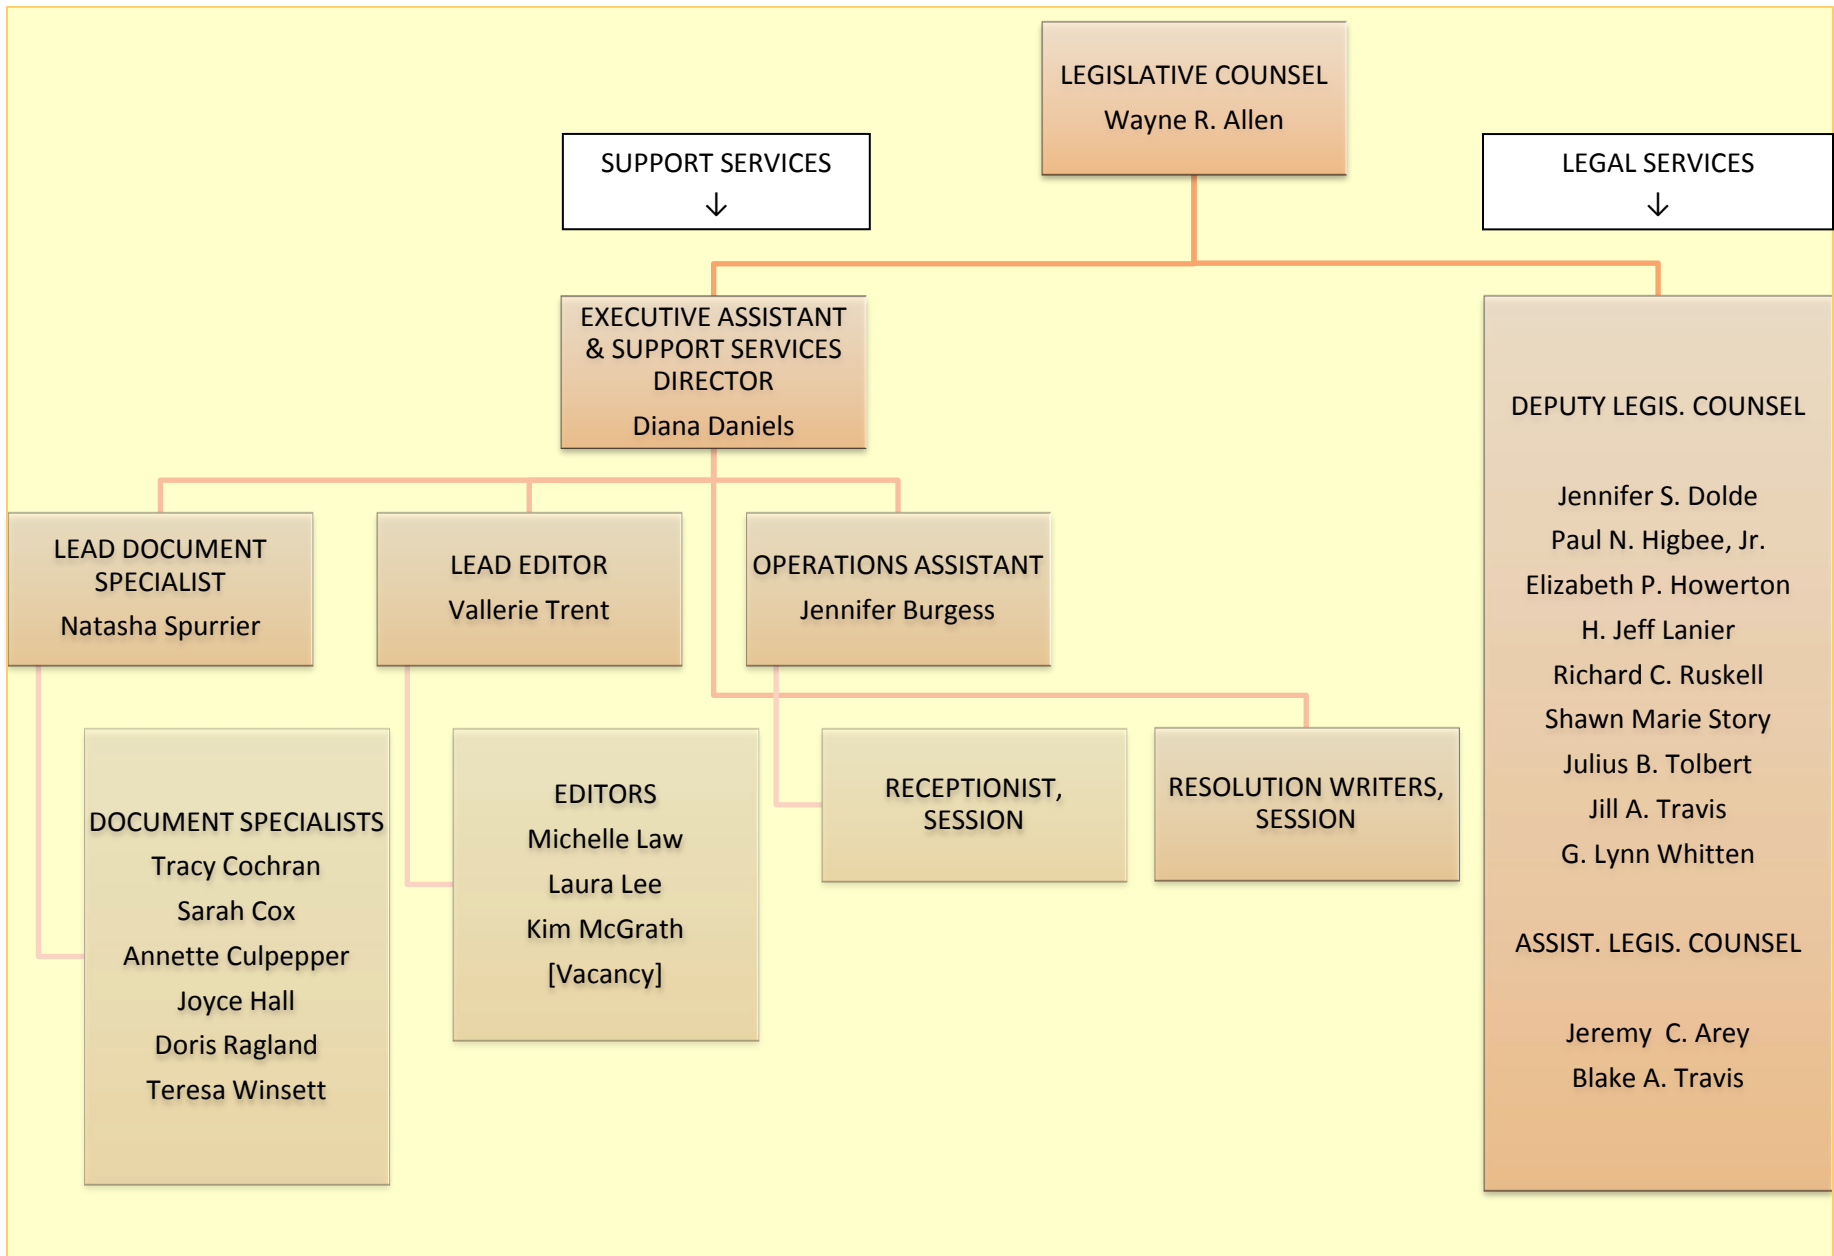 LEGISLATIVE COUNSEL
Wayne R. Allen
SUPPORT SERVICES
↓
LEGAL SERVICES
↓
EXECUTIVE ASSISTANT
& SUPPORT SERVICES
DIRECTOR
Diana Daniels
LEAD DOCUMENT
SPECIALIST
Natasha Spurrier
LEAD EDITOR
Vallerie Trent
OPERATIONS ASSISTANT
Jennifer Burgess
DOCUMENT SPECIALISTS
Tracy Cochran
Sarah Cox
Annette Culpepper
Joyce Hall
Doris Ragland
Teresa Winsett
EDITORS
Michelle Law
Laura Lee
Kim McGrath
[Vacancy]
RECEPTIONIST,
SESSION
RESOLUTION WRITERS,
SESSION
DEPUTY LEGIS. COUNSEL
Jennifer S. Dolde
Paul N. Higbee, Jr.
Elizabeth P. Howerton
H. Jeff Lanier
Richard C. Ruskell
Shawn Marie Story
Julius B. Tolbert
Jill A. Travis
G. Lynn Whitten
ASSIST. LEGIS. COUNSEL
Jeremy  C. Arey
Blake A. Travis